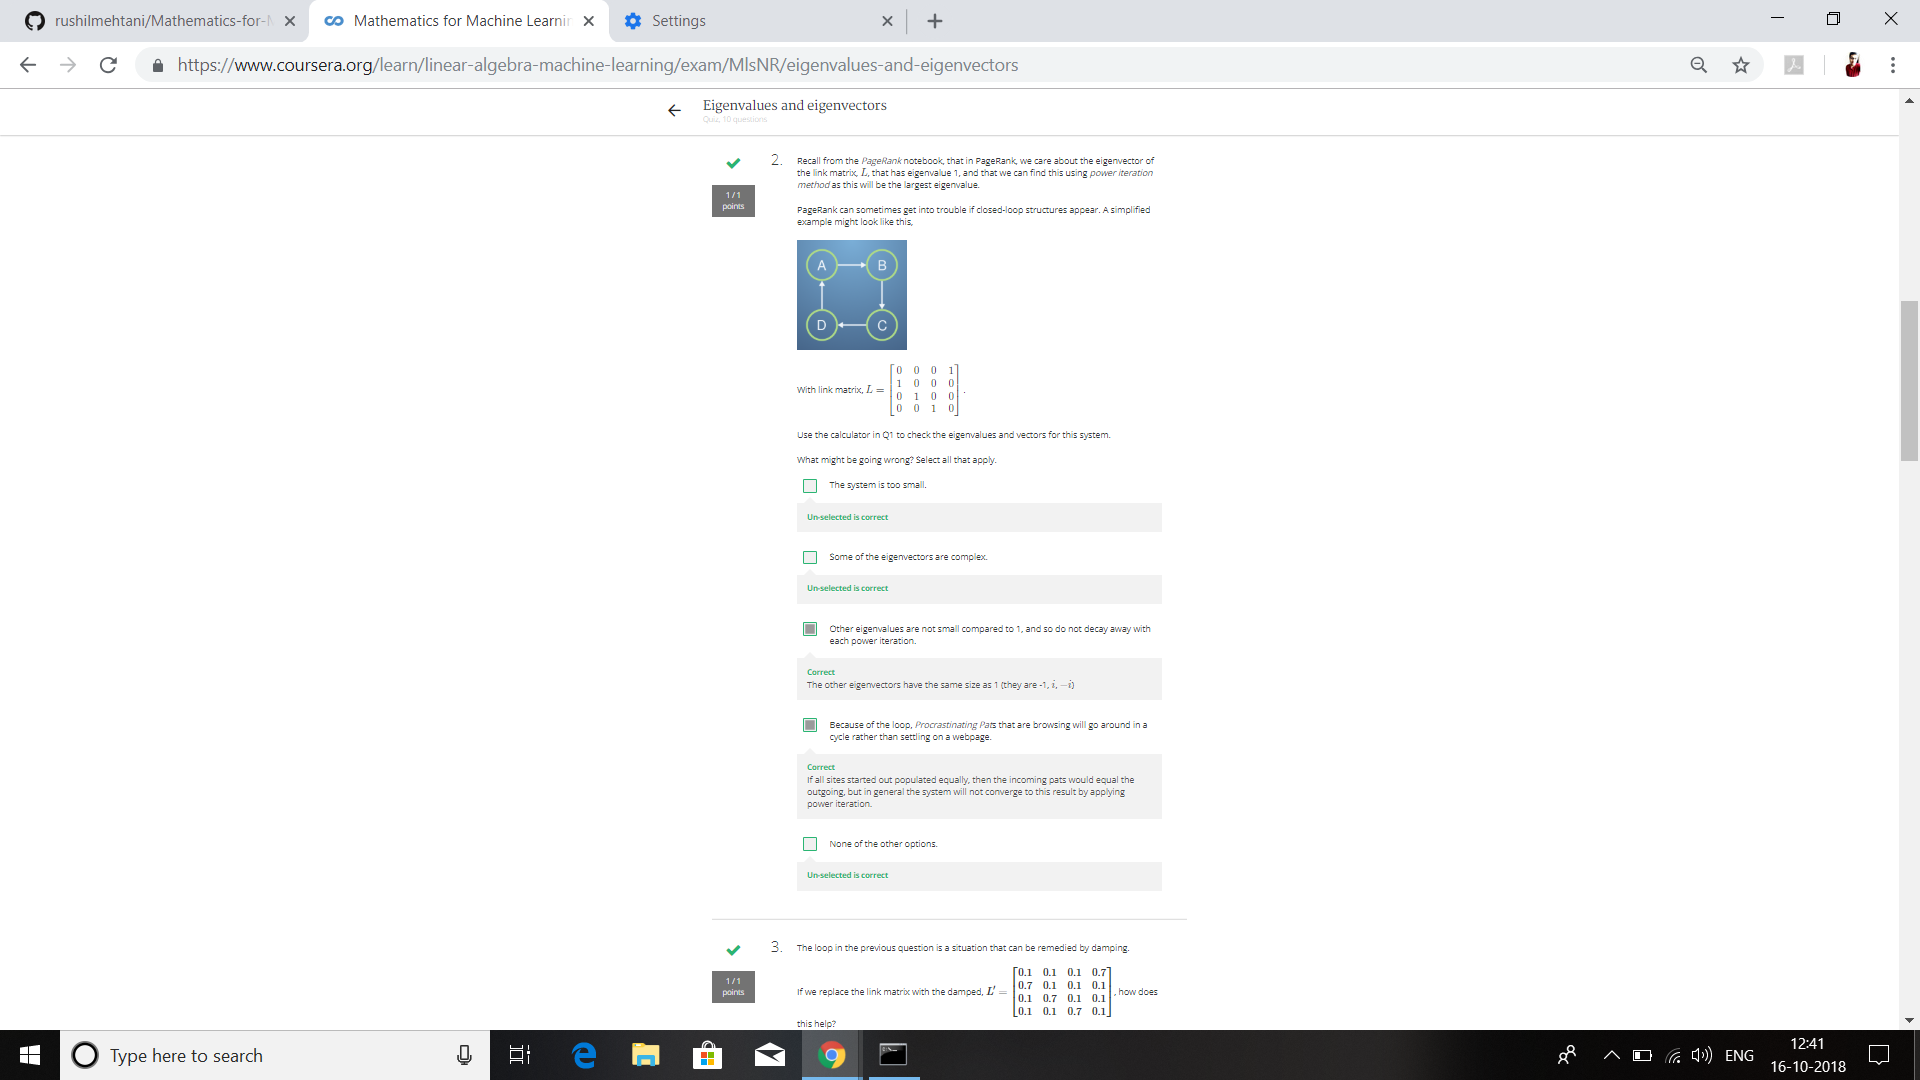 rushilmehtani/Mathematics-for-M
Mathematics for Machine Learnin
Settings
https://www.coursera.org/learn/linear-algebra-machine-learning/exam/MlsNR/eigenvalues-and-eigenvectors
Eigenvalues and eigenvectors
Quiz, 10 questions
2.
1 / 1
points
Recall from the PageRank notebook, that in PageRank, we care about the eigenvector of
the link matrix, L, that has eigenvalue 1, and that we can find this using power iteration
method as this will be the largest eigenvalue.
PageRank can sometimes get into trouble if closed-loop structures appear. A simplified
example might look like this,
A B
D C
With link matrix, L =
0 0 0 1
1 0 0 0
0 1 0 0
0 0 1 0
.
Use the calculator in Q1 to check the eigenvalues and vectors for this system.
What might be going wrong? Select all that apply.
The system is too small.
Un-selected is correct
Some of the eigenvectors are complex.
Un-selected is correct
Other eigenvalues are not small compared to 1, and so do not decay away with
each power iteration.
Correct
The other eigenvectors have the same size as 1 (they are -1, i, −i)
Because of the loop, Procrastinating Pats that are browsing will go around in a
cycle rather than settling on a webpage.
Correct
If all sites started out populated equally, then the incoming pats would equal the
outgoing, but in general the system will not converge to this result by applying
power iteration.
None of the other options.
Un-selected is correct
3.
1 / 1
points
The loop in the previous question is a situation that can be remedied by damping.
If we replace the link matrix with the damped, L′ =
0.1 0.1 0.1 0.7
0.7 0.1 0.1 0.1
0.1 0.7 0.1 0.1
0.1 0.1 0.7 0.1
, how does
this help?
Type here to search
ENG
12:41
16-10-2018